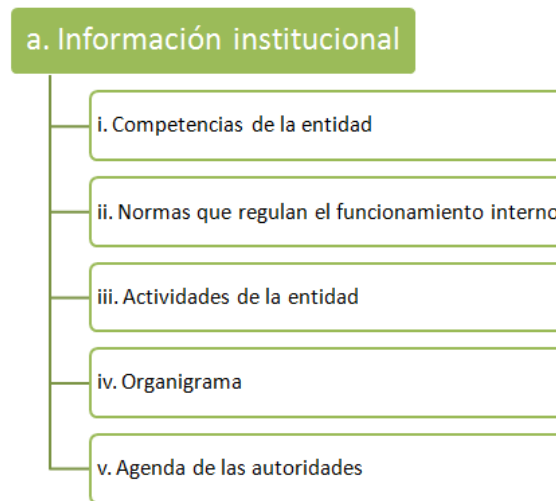 a. Información institucional
i. Competencias de la entidad
ii. Normas que regulan el funcionamiento interno
iii. Actividades de la entidad
iv. Organigrama
v. Agenda de las autoridades